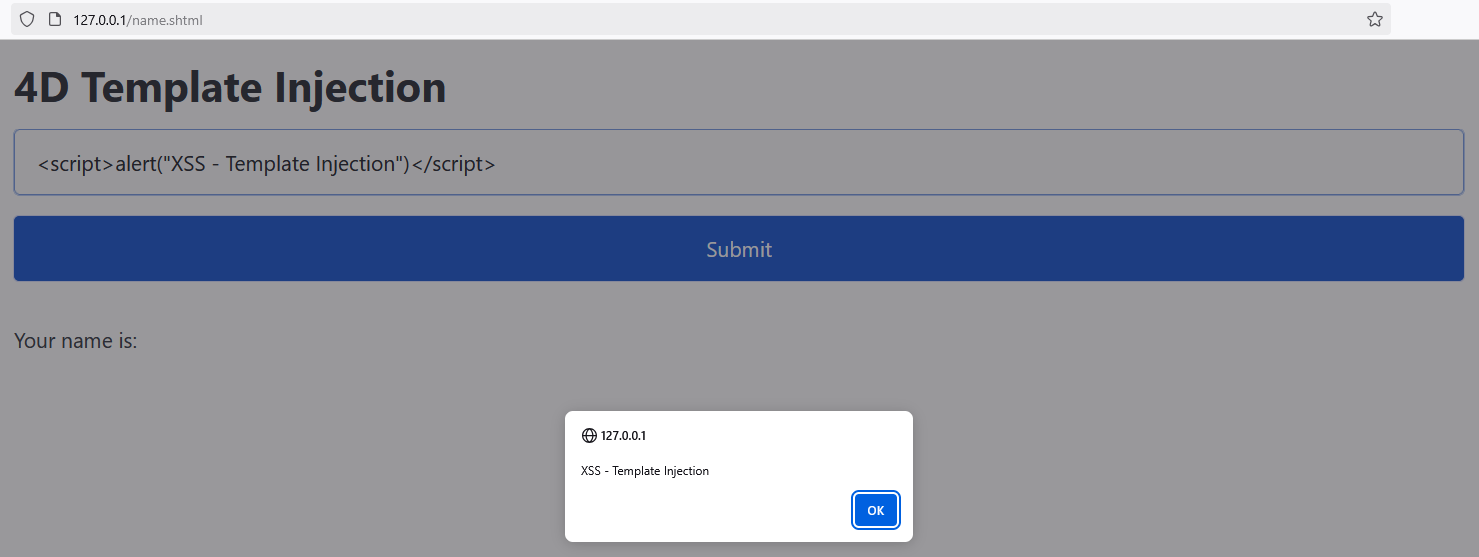 127.0.0.1/name.shtml
4D Template Injection
<script>alert("XSS - Template Injection")</script>
Submit
Your name is:
127.0.0.1
XSS - Template Injection
OK